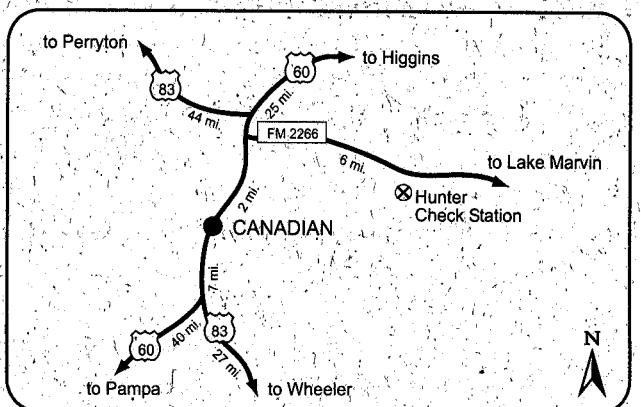 to Perryton
83
44 mi.
60
to Higgins
25 mi.
FM 2266
6 mi.
to Lake Marvin
Hunter
Check Station
2 mi.
CANADIAN
7 mi.
60
40 mi.
83
27 mi.
to Pampa
to Wheeler
N